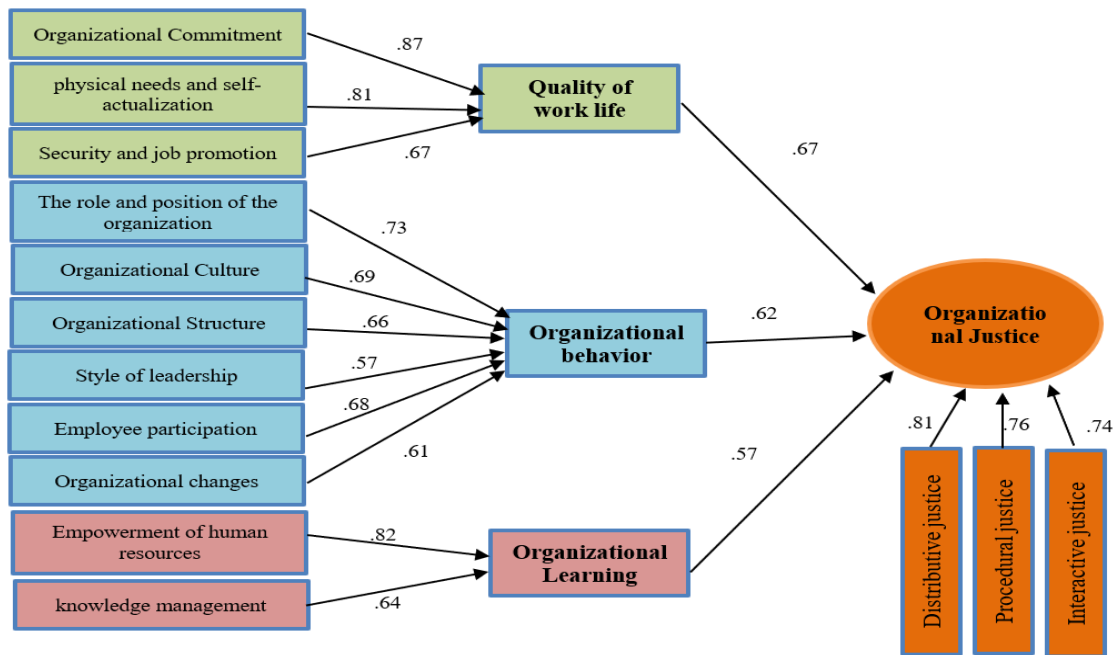 Organizational Commitment
physical needs and self-
actualization
Security and job promotion
The role and position of the
organization
Organizational Culture
Organizational Structure
Style of leadership
Employee participation
Organizational changes
Empowerment of human
resources
knowledge management
.87
.81
.67
.73
.69
.66
.57
.68
.61
.82
.64
Quality of
work life
Organizational
behavior
Organizational
Learning
.67
.62
.57
Organizatio
nal Justice
.81
.76
.74
Distributive justice
Procedural justice
Interactive justice